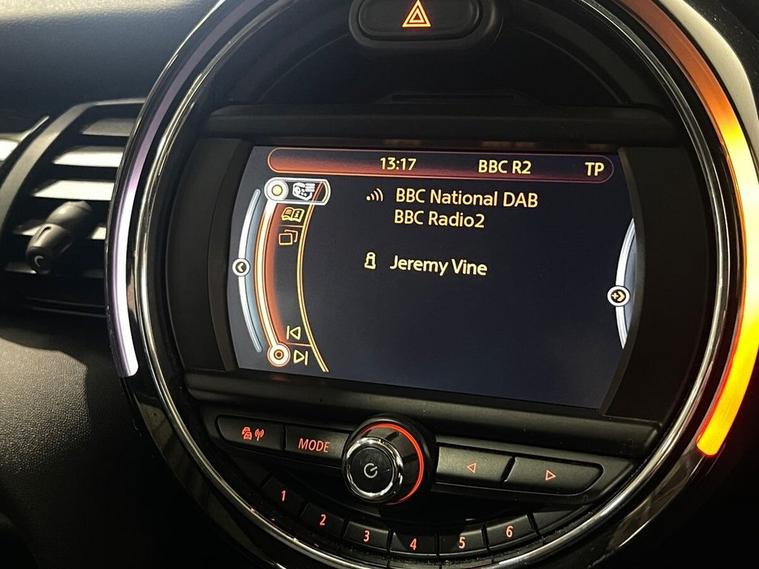 13:17 BBC R2 TP
BBC National DAB
BBC Radio2
Jeremy Vine
MODE
1 2 3 4 5 6